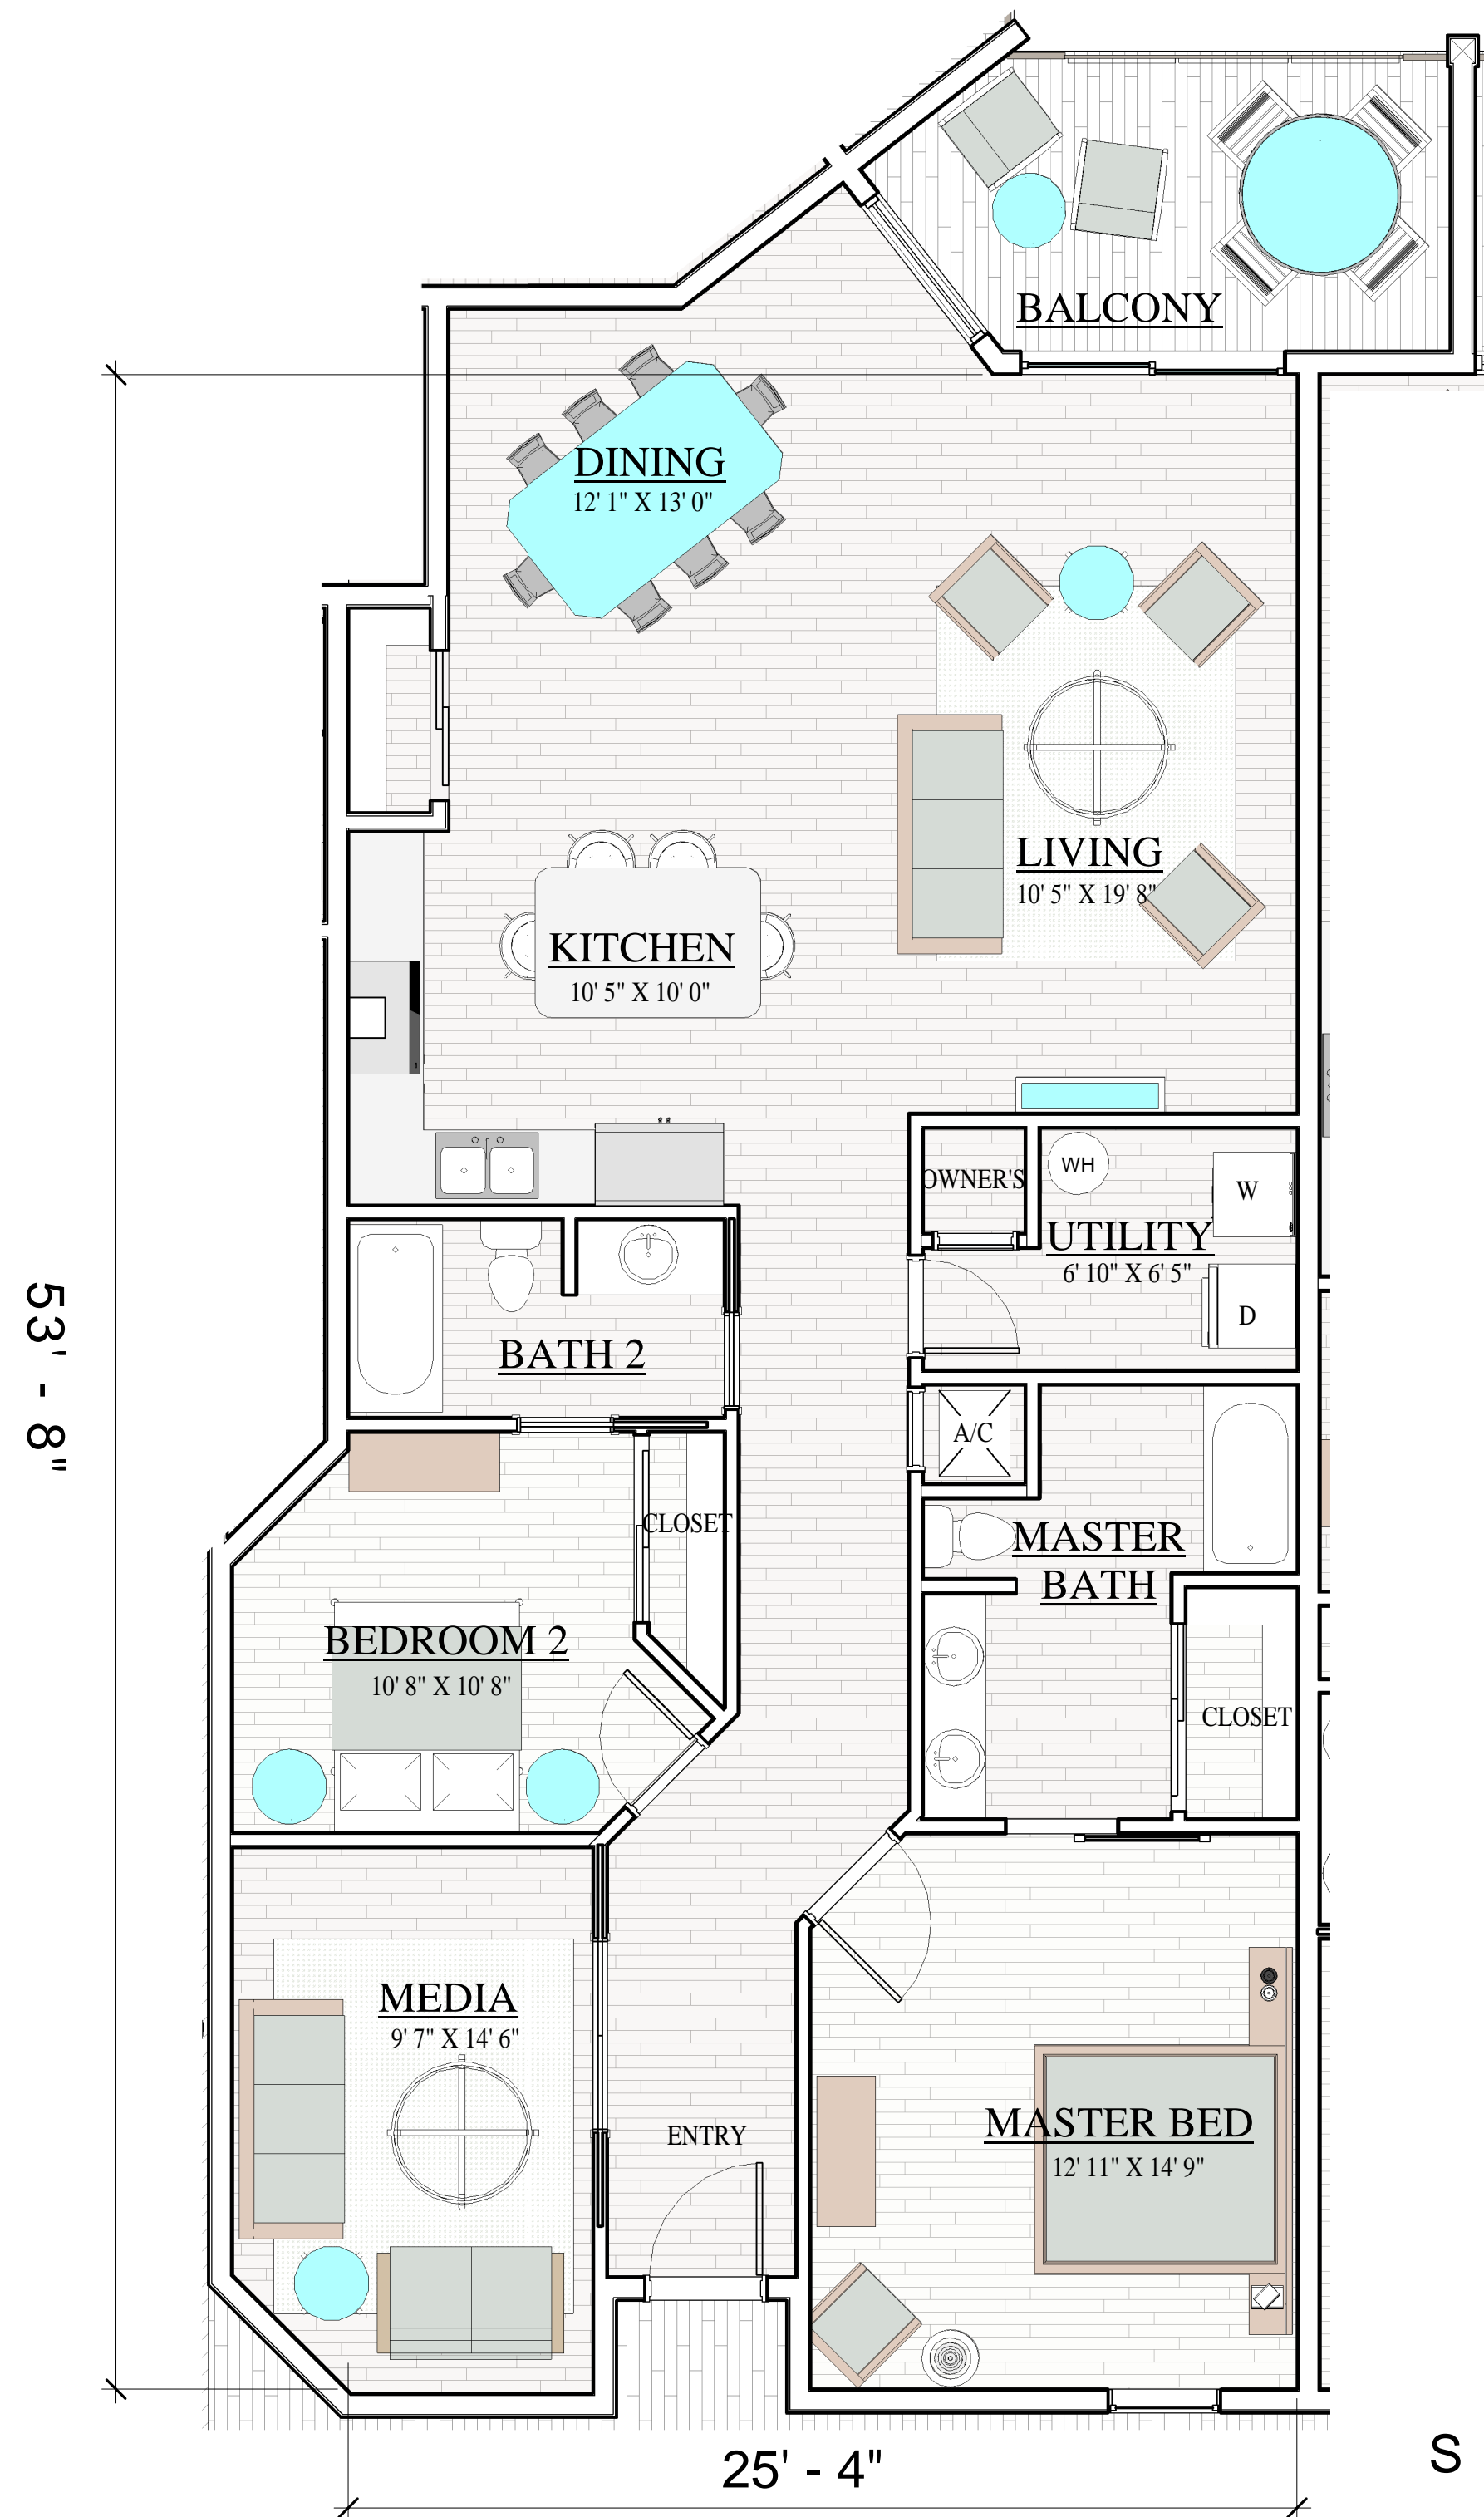 BALCONY
DINING
12' 1" X 13' 0"
LIVING
10' 5" X 19' 8"
KITCHEN
10' 5" X 10' 0"
OWNER'S
WH
W
UTILITY
6' 10" X 6' 5"
D
BATH 2
53' - 8"
A/C
CLOSET
MASTER
BATH
BEDROOM 2
10' 8" X 10' 8"
CLOSET
MEDIA
9' 7" X 14' 6"
ENTRY
MASTER BED
12' 11" X 14' 9"
25' - 4"
S